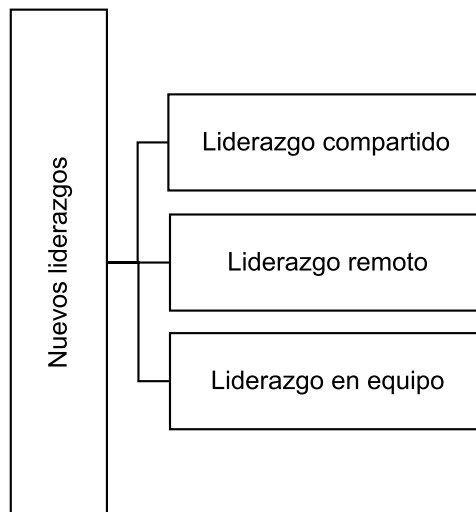 Nuevos liderazgos
Liderazgo compartido
Liderazgo remoto
Liderazgo en equipo